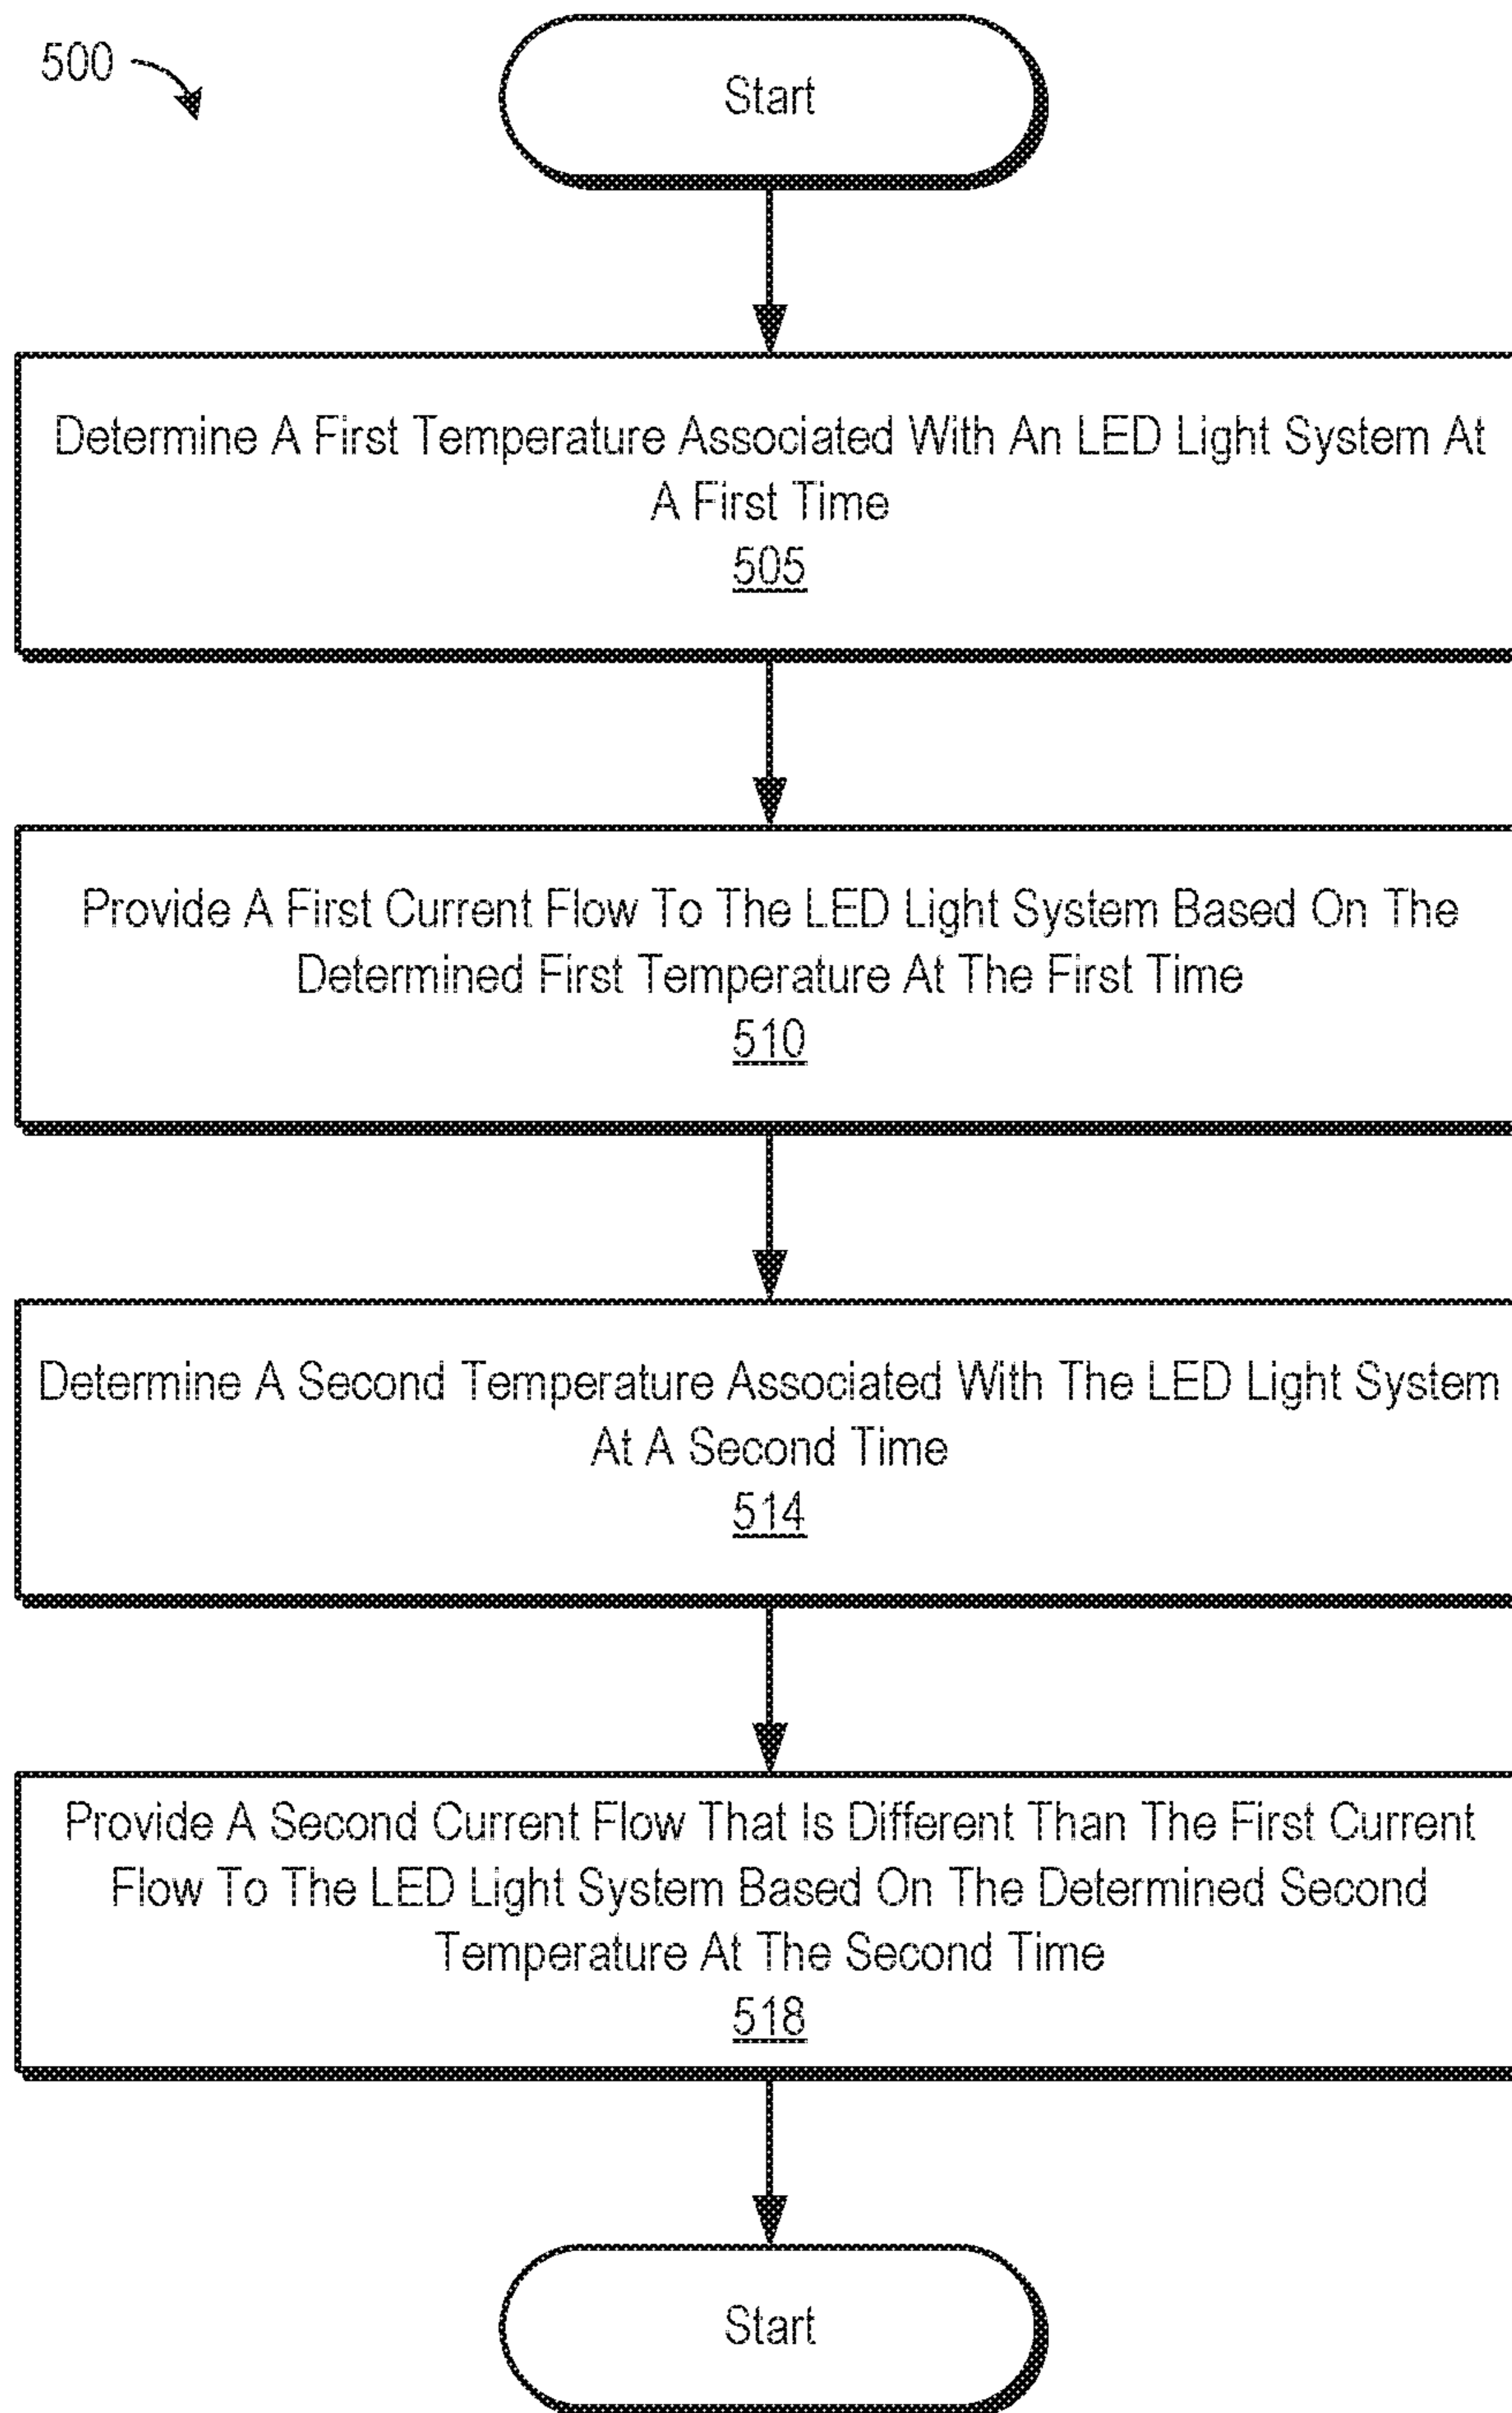 500
Start
Determine A First Temperature Associated With An LED Light System At
A First Time
505
Provide A First Current Flow To The LED Light System Based On The
Determined First Temperature At The First Time
510
Determine A Second Temperature Associated With The LED Light System
At A Second Time
514
Provide A Second Current Flow That Is Different Than The First Current
Flow To The LED Light System Based On The Determined Second
Temperature At The Second Time
518
Start